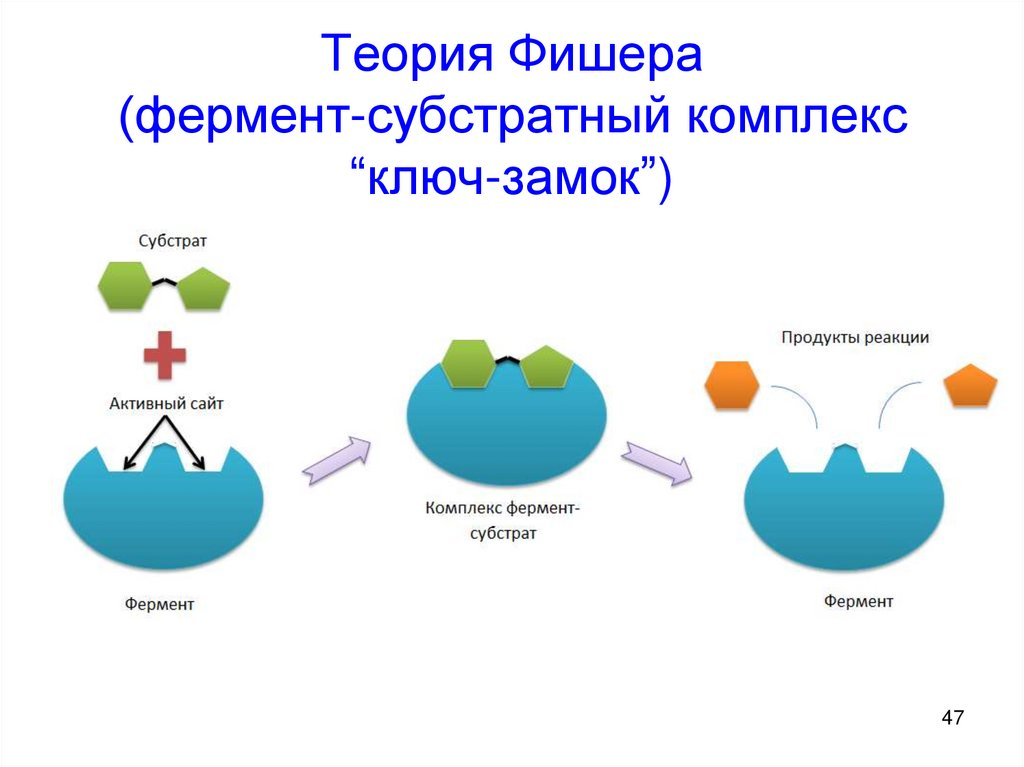 Теория Фишера
(фермент-субстратный комплекс
“ключ-замок”)
Субстрат
Активный сайт
Фермент
Комплекс фермент-
субстрат
Продукты реакции
Фермент
47